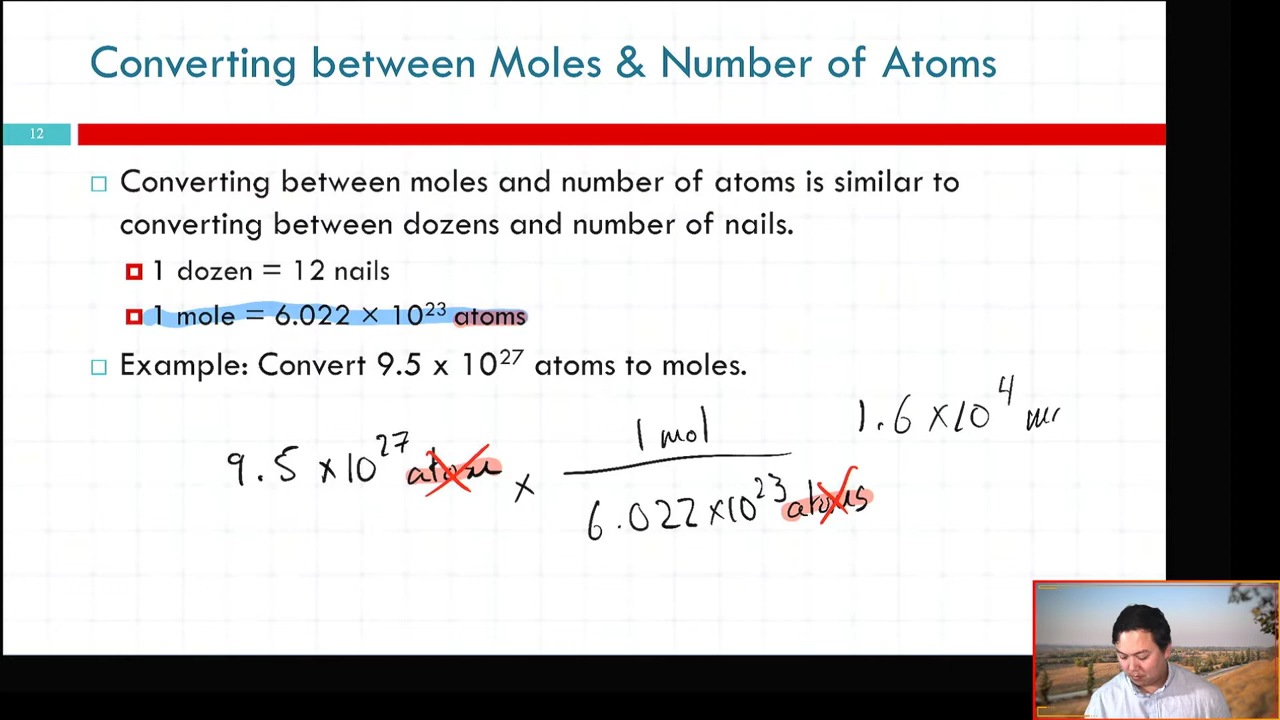 Converting between Moles & Number of Atoms
12
□ Converting between moles and number of atoms is similar to
converting between dozens and number of nails.
1 dozen = 12 nails
1 mole = 6.022 × 10²³ atoms
□ Example: Convert 9.5 x 10²⁷ atoms to moles.
1.6 ×10⁴
1 mol
9.5 ×10²⁷ atoms ×
6.022 ×10²³ atoms